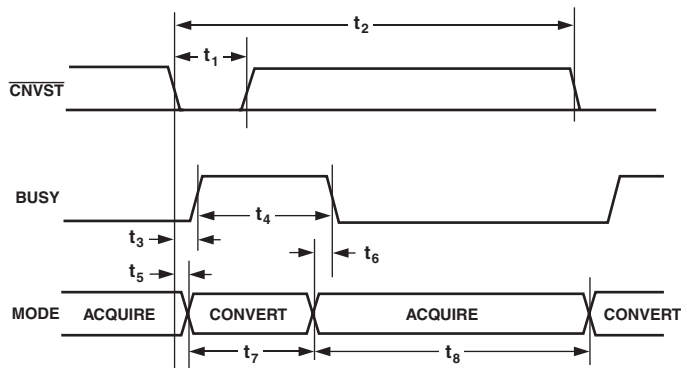 t₂
t₁
CNVST
BUSY
t₄
t₃
t₆
t₅
MODE ACQUIRE CONVERT ACQUIRE CONVERT
t₇ t₈